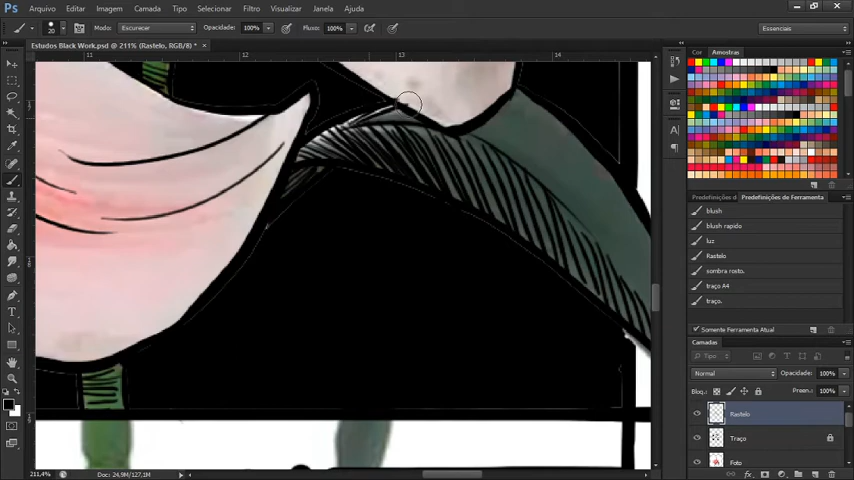 Ps Arquivo Editar Imagem Camada Tipo Selecionar Filtro Visualizar Janela Ajuda
20 Modo: Escurecer Opacidade: 100% Fluxo: 100% Essenciais
Estudos Black Work.psd @ 211% (Rastelo, RGB/8) * ×
Cor Amostras
11 12 13 14
Predefinições d Predefinições de Ferramenta
blush
blush rapido
luz
Rastelo
sombra rosto.
traço A4
traço.
Somente Ferramenta Atual
Camadas
Tipo
Normal Opacidade: 100%
Bloq.: Preen.: 100%
Rastelo
Traço
Foto
211,4% Doc: 24,9M/127,1M